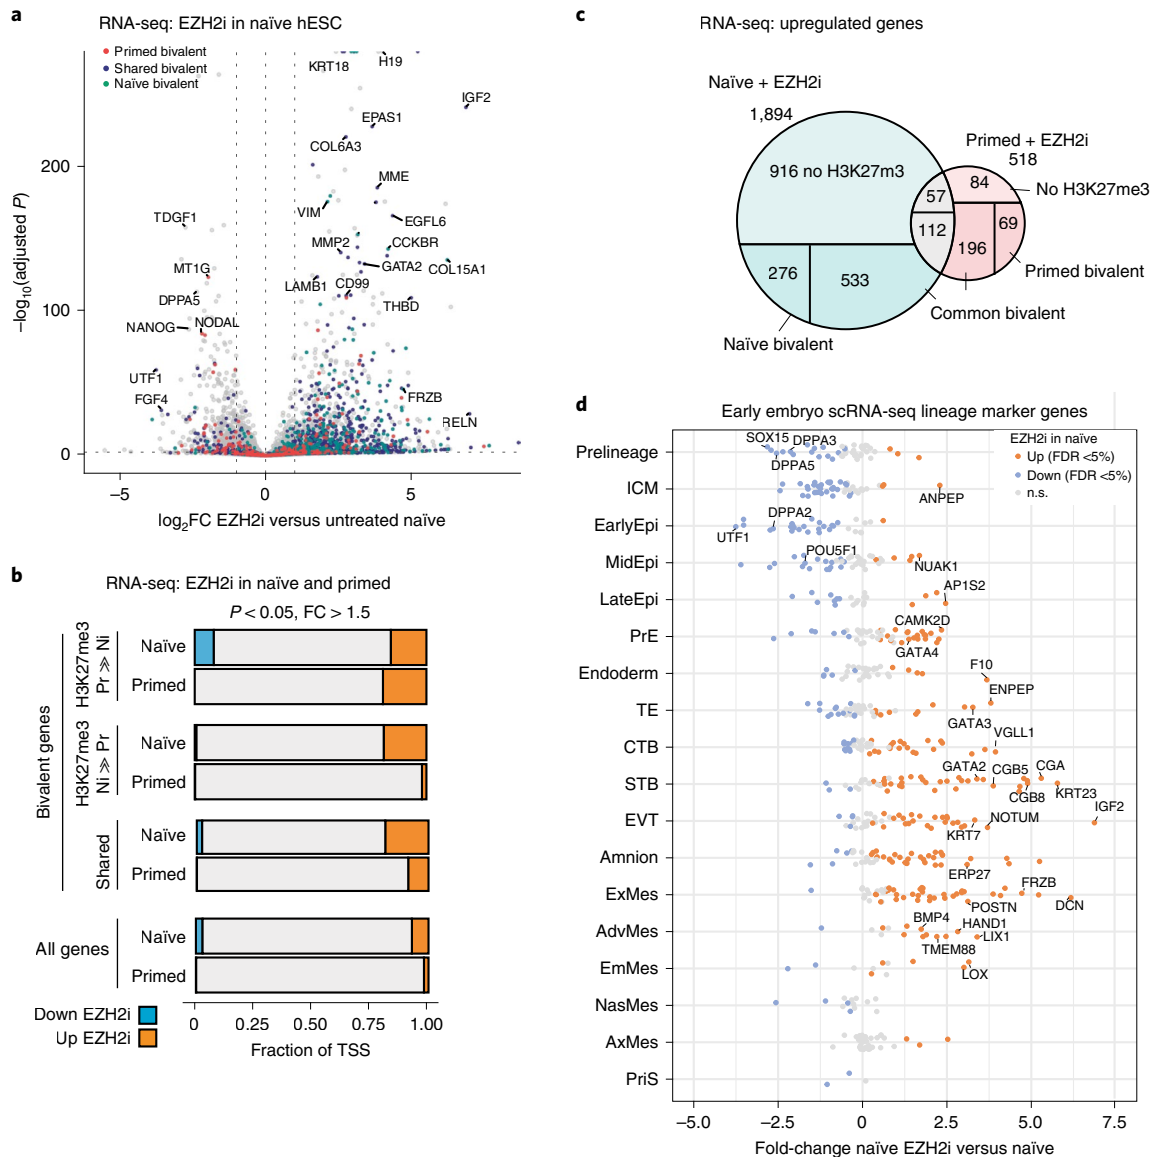 a
RNA-seq: EZH2i in naïve hESC
Primed bivalent
Shared bivalent
Naïve bivalent
KRT18
H19
IGF2
EPAS1
COL6A3
MME
VIM
EGFL6
TDGF1
MMP2
CCKBR
GATA2
COL15A1
MT1G
LAMB1
CD99
DPPA5
THBD
NANOG
NODAL
UTF1
FGF4
FRZB
RELN
200
100
0
–log10(adjusted P)
–5
0
5
log2FC EZH2i versus untreated naïve
b
RNA-seq: EZH2i in naïve and primed
P < 0.05, FC > 1.5
Bivalent genes
H3K27me3
Pr ≫ Ni
Naïve
Primed
H3K27me3
Ni ≫ Pr
Naïve
Primed
Shared
Naïve
Primed
All genes
Naïve
Primed
Down EZH2i
Up EZH2i
0
0.25
0.50
0.75
1.00
Fraction of TSS
c
RNA-seq: upregulated genes
Naïve + EZH2i
1,894
Primed + EZH2i
518
916 no H3K27m3
57
84
No H3K27me3
112
196
69
276
533
Primed bivalent
Common bivalent
Naïve bivalent
d
Early embryo scRNA-seq lineage marker genes
EZH2i in naïve
Up (FDR <5%)
Down (FDR <5%)
n.s.
Prelineage
SOX15
DPPA3
DPPA5
ICM
ANPEP
EarlyEpi
DPPA2
UTF1
MidEpi
POU5F1
NUAK1
LateEpi
AP1S2
PrE
CAMK2D
GATA4
Endoderm
F10
TE
ENPEP
GATA3
CTB
VGLL1
STB
GATA2
CGB5
CGA
CGB8
KRT23
EVT
IGF2
KRT7
NOTUM
Amnion
ERP27
ExMes
FRZB
POSTN
DCN
AdvMes
BMP4
HAND1
LIX1
TMEM88
EmMes
LOX
NasMes
AxMes
PriS
–5.0
–2.5
0
2.5
5.0
7.5
Fold-change naïve EZH2i versus naïve